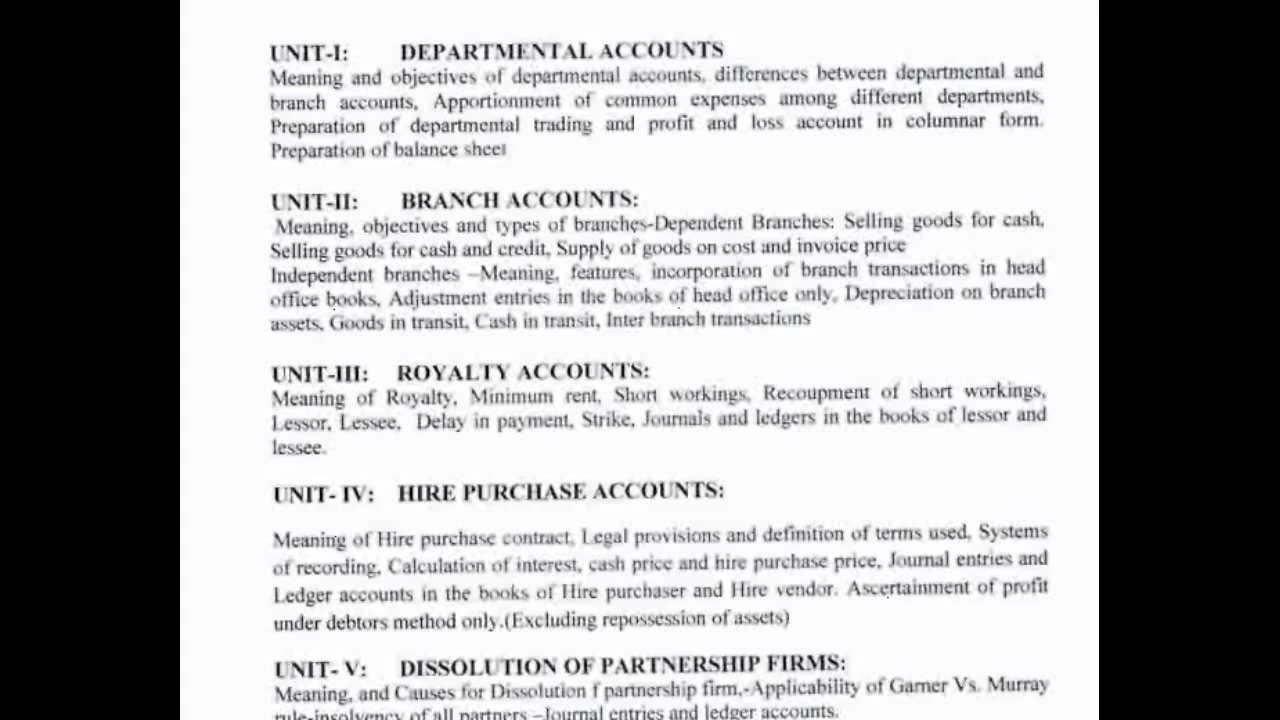 UNIT-I: DEPARTMENTAL ACCOUNTS
Meaning and objectives of departmental accounts, differences between departmental and
branch accounts, Apportionment of common expenses among different departments,
Preparation of departmental trading and profit and loss account in columnar form.
Preparation of balance sheet
UNIT-II: BRANCH ACCOUNTS:
Meaning, objectives and types of branches-Dependent Branches: Selling goods for cash,
Selling goods for cash and credit, Supply of goods on cost and invoice price
Independent branches –Meaning, features, incorporation of branch transactions in head
office books, Adjustment entries in the books of head office only, Depreciation on branch
assets, Goods in transit, Cash in transit, Inter branch transactions
UNIT-III: ROYALTY ACCOUNTS:
Meaning of Royalty, Minimum rent, Short workings, Recoupment of short workings,
Lessor, Lessee, Delay in payment, Strike, Journals and ledgers in the books of lessor and
lessee.
UNIT- IV: HIRE PURCHASE ACCOUNTS:
Meaning of Hire purchase contract, Legal provisions and definition of terms used, Systems
of recording, Calculation of interest, cash price and hire purchase price, Journal entries and
Ledger accounts in the books of Hire purchaser and Hire vendor. Ascertainment of profit
under debtors method only.(Excluding repossession of assets)
UNIT- V: DISSOLUTION OF PARTNERSHIP FIRMS:
Meaning, and Causes for Dissolution f partnership firm,-Applicability of Garner Vs. Murray
rule-insolvency of all partners –Journal entries and ledger accounts.